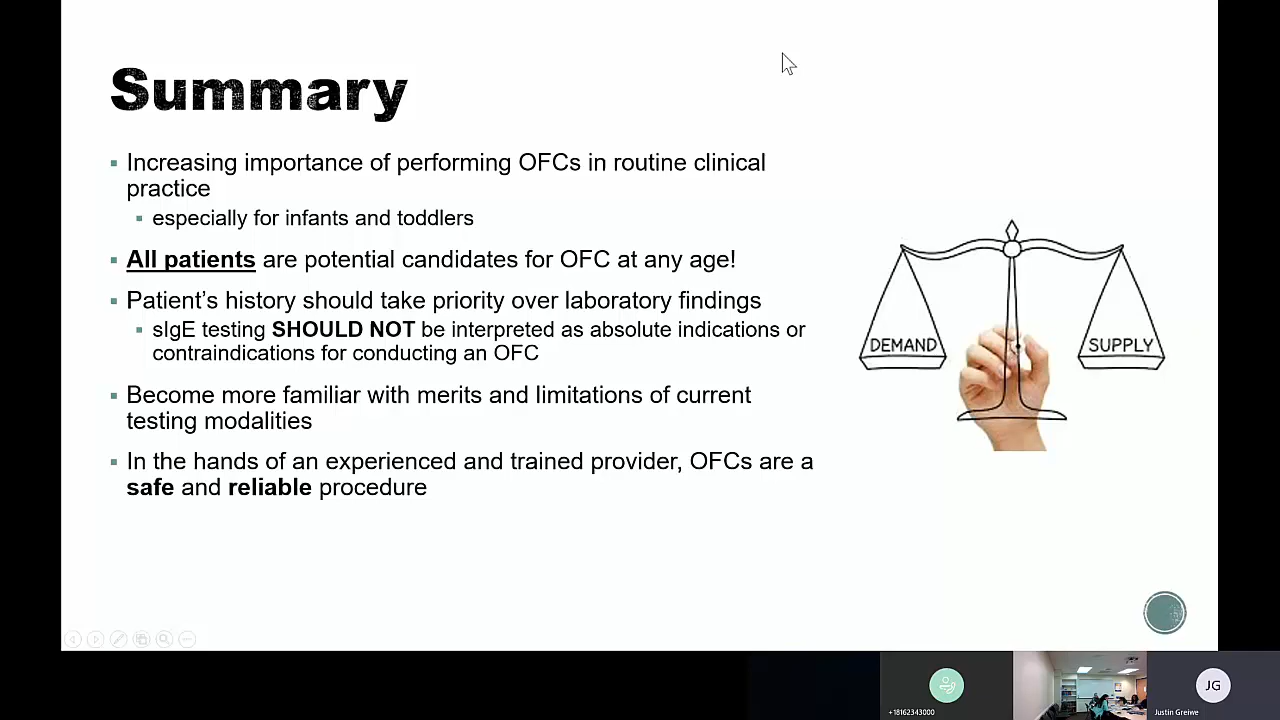 Summary
Increasing importance of performing OFCs in routine clinical
practice
especially for infants and toddlers
All patients are potential candidates for OFC at any age!
Patient's history should take priority over laboratory findings
sIgE testing SHOULD NOT be interpreted as absolute indications or
contraindications for conducting an OFC
Become more familiar with merits and limitations of current
testing modalities
In the hands of an experienced and trained provider, OFCs are a
safe and reliable procedure
DEMAND
SUPPLY
+18162343000
JG
Justin Greiwe